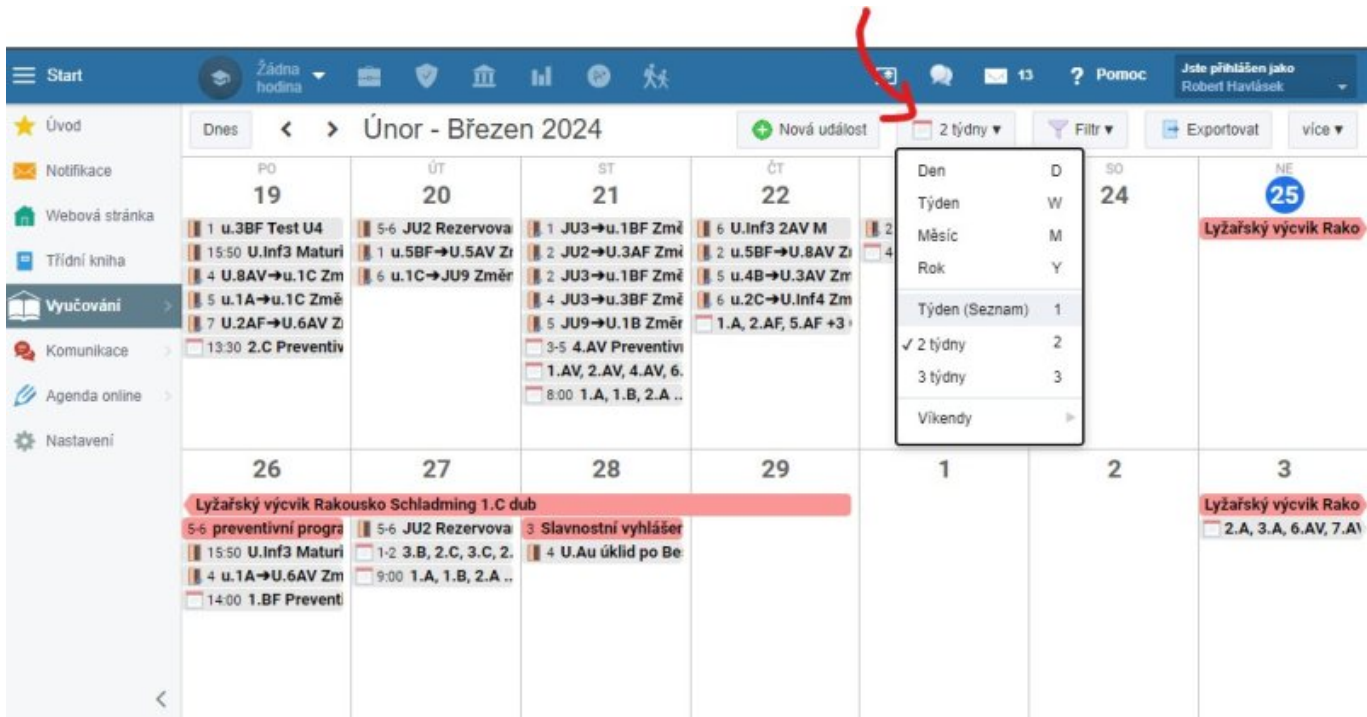 Start
Žádná
hodina
13
? Pomoc
Jste přihlášen jako
Robert Havlásek
Úvod
Notifikace
Webová stránka
Třídní kniha
Vyučování
Komunikace
Agenda online
Nastavení
Dnes
Únor - Březen 2024
Nová událost
2 týdny
Filtr
Exportovat
více
PO
ÚT
ST
ČT
SO
NE
19
20
21
22
24
25
1 u.3BF Test U4
15:50 U.Inf3 Maturi
4 U.8AV→u.1C Zm
5 u.1A→u.1C Změ
7 U.2AF→U.6AV Z
13:30 2.C Preventiv
5-6 JU2 Rezervova
1 u.5BF→U.5AV Z
6 u.1C→JU9 Změ
1 JU3→u.1BF Změ
2 JU2→U.3AF Změ
2 JU3→u.1BF Změ
4 JU3→u.3BF Změ
5 JU9→U.1B Změ
3-5 4.AV Preventiv
1.AV, 2.AV, 4.AV, 6.
8:00 1.A, 1.B, 2.A ..
6 U.Inf3 2AV M
2 u.5BF→U.8AV Z
5 u.4B→U.3AV Zm
6 u.2C→U.Inf4 Zm
1.A, 2.AF, 5.AF +3
2
4
Lyžařský výcvik Rako
Den D
Týden W
Měsíc M
Rok Y
Týden (Seznam) 1
✓ 2 týdny 2
3 týdny 3
Víkendy
26
27
28
29
1
2
3
Lyžařský výcvik Rakousko Schladming 1.C dub
5-6 preventivní progra
15:50 U.Inf3 Maturi
4 u.1A→U.6AV Zm
14:00 1.BF Preventi
5-6 JU2 Rezervova
1-2 3.B, 2.C, 3.C, 2.
9:00 1.A, 1.B, 2.A ..
3 Slavnostní vyhlášer
4 U.Au úklid po Be
Lyžařský výcvik Rako
2.A, 3.A, 6.AV, 7.A